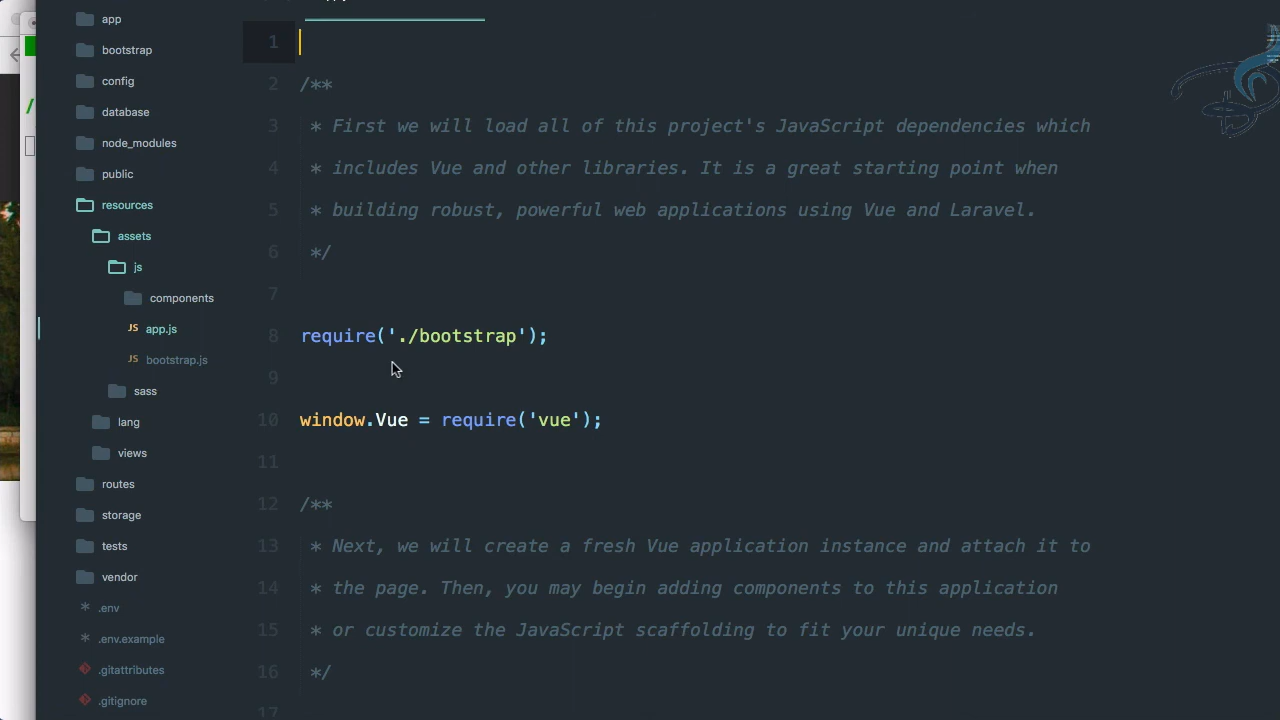 app
bootstrap
config
database
node_modules
public
resources
assets
js
components
JS app.js
JS bootstrap.js
sass
lang
views
routes
storage
tests
vendor
* .env
* .env.example
.gitattributes
.gitignore
1
2 /**
3 * First we will load all of this project's JavaScript dependencies which
4 * includes Vue and other libraries. It is a great starting point when
5 * building robust, powerful web applications using Vue and Laravel.
6 */
7
8 require('./bootstrap');
9
10 window.Vue = require('vue');
11
12 /**
13 * Next, we will create a fresh Vue application instance and attach it to
14 * the page. Then, you may begin adding components to this application
15 * or customize the JavaScript scaffolding to fit your unique needs.
16 */
17